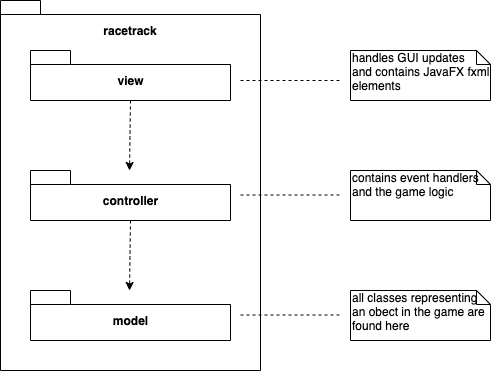 racetrack
view
handles GUI updates
and contains JavaFX fxml
elements
controller
contains event handlers
and the game logic
model
all classes representing
an obect in the game are
found here